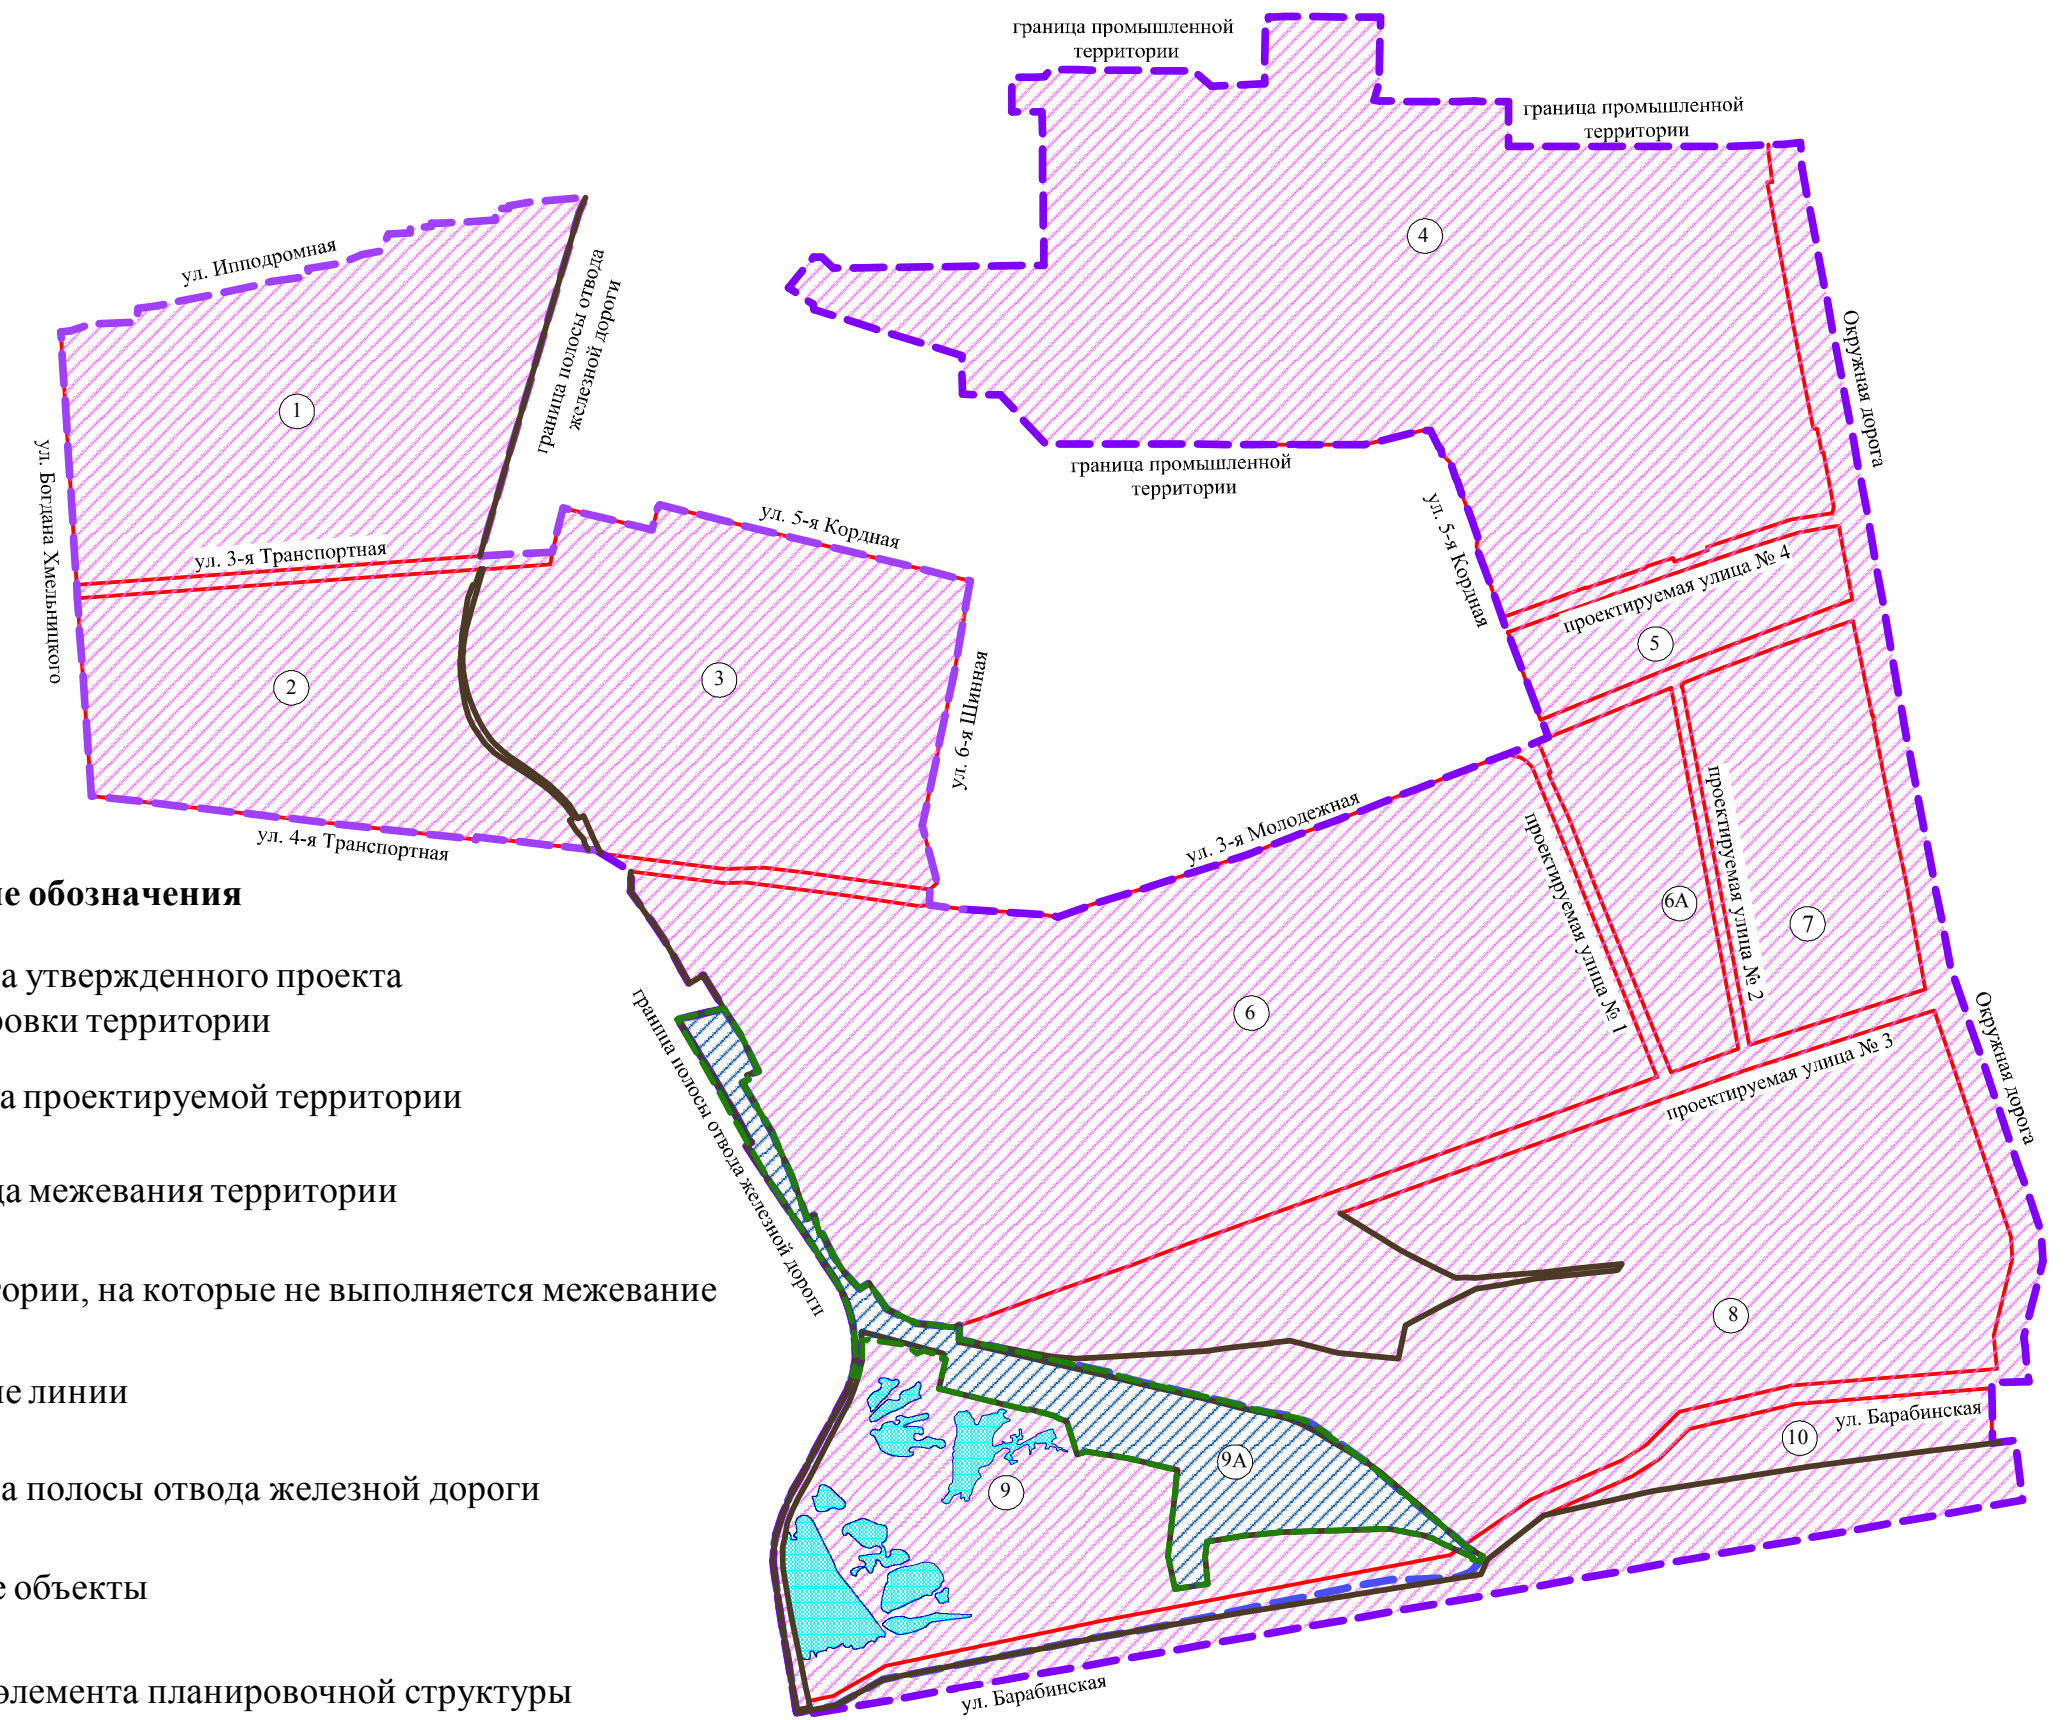 граница промышленной
территории
граница промышленной
территории
4
ул. Ипподромная
граница полосы отвода
железной дороги
Окружная дорога
1
ул. Богдана Хмельницкого
граница промышленной
территории
ул. 5-я Кордная
ул. 5-я Кордная
ул. 3-я Транспортная
проектируемая улица № 4
5
2
3
ул. 6-я Шинная
ул. 4-я Транспортная
ул. 3-я Молодежная
проектируемая улица № 1
проектируемая улица № 2
6А
7
6
Окружная дорога
проектируемая улица № 3
граница полосы отвода железной дороги
8
ул. Барабинская
10
9А
9
ул. Барабинская
ие обозначения
а утвержденного проекта
ровки территории
а проектируемой территории
да межевания территории
тории, на которые не выполняется межевание
ые линии
а полосы отвода железной дороги
е объекты
элемента планировочной структуры